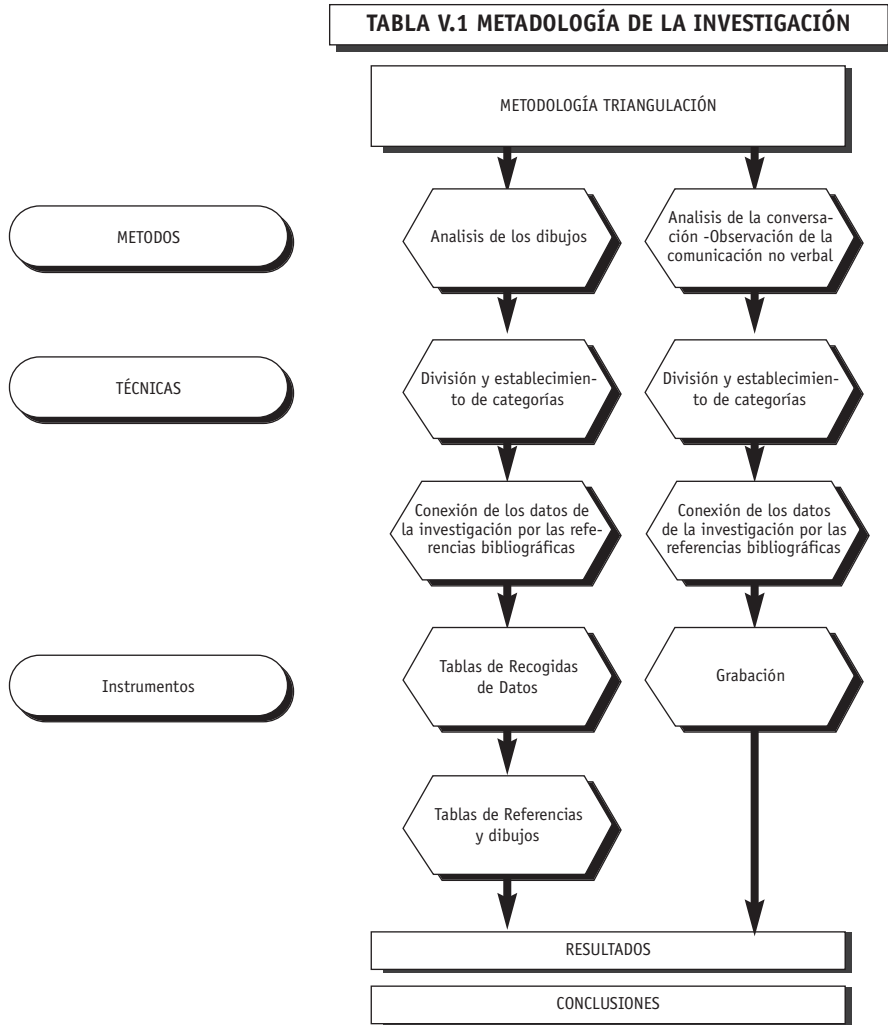 TABLA V.1 METADOLOGÍA DE LA INVESTIGACIÓN
METODOLOGÍA TRIANGULACIÓN
METODOS
Analisis de los dibujos
Analisis de la conversa-
ción -Observación de la
comunicación no verbal
TÉCNICAS
División y establecimien-
to de categorías
División y establecimien-
to de categorías
Conexión de los datos de
la investigación por las refe-
rencias bibliográficas
Conexión de los datos
de la investigación por las
referencias bibliográficas
Instrumentos
Tablas de Recogidas
de Datos
Grabación
Tablas de Referencias
y dibujos
RESULTADOS
CONCLUSIONES